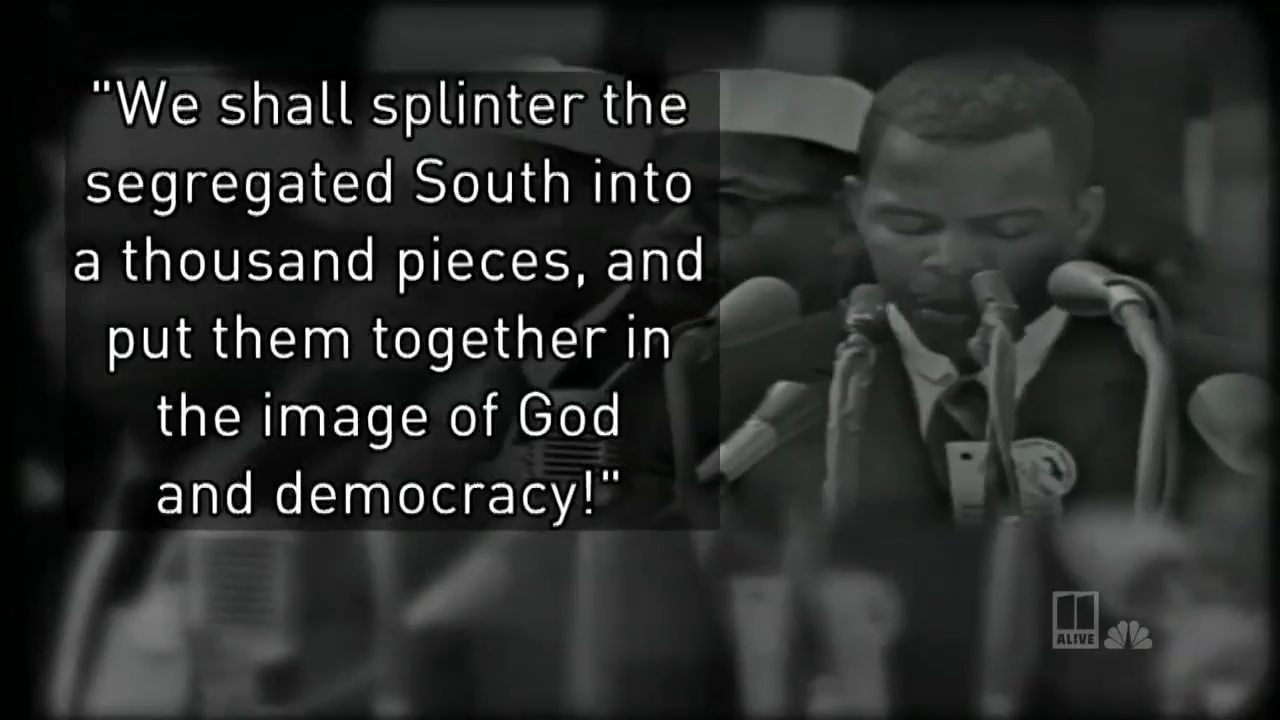 "We shall splinter the
segregated South into
a thousand pieces, and
put them together in
the image of God
and democracy!"
11
ALIVE